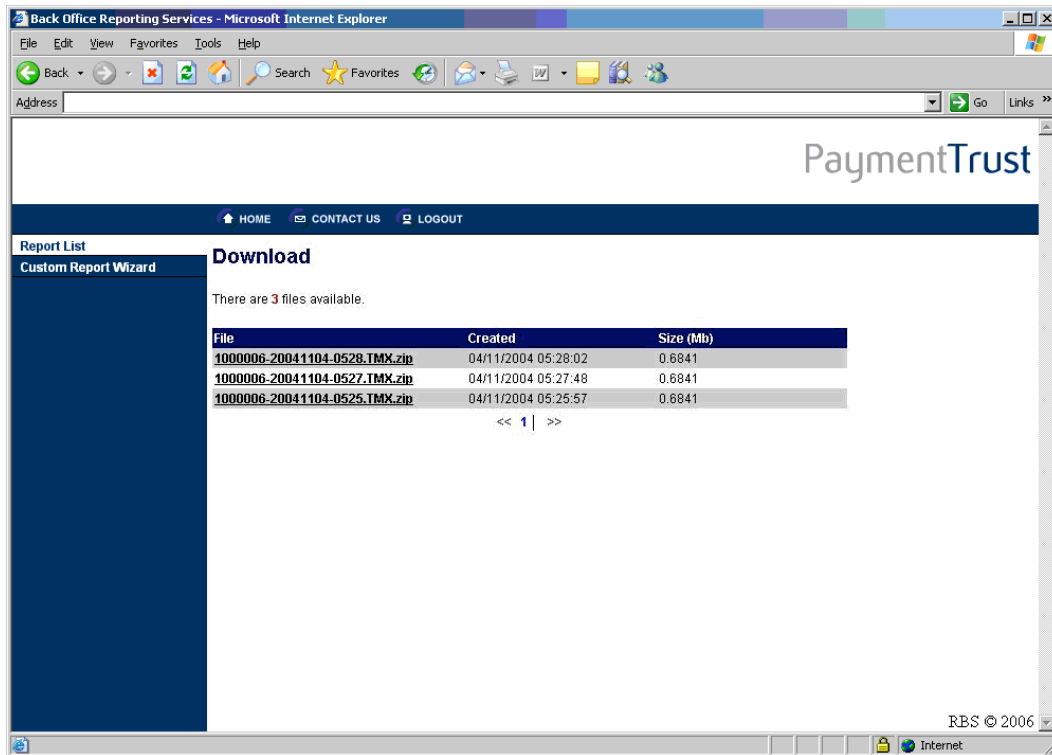 Back Office Reporting Services - Microsoft Internet Explorer
File Edit View Favorites Tools Help
Back Search Favorites
Address Go Links »
PaymentTrust
HOME CONTACT US LOGOUT
Report List
Custom Report Wizard
Download
There are 3 files available.
File Created Size (Mb)
1000006-20041104-0528.TMX.zip 04/11/2004 05:28:02 0.6841
1000006-20041104-0527.TMX.zip 04/11/2004 05:27:48 0.6841
1000006-20041104-0525.TMX.zip 04/11/2004 05:25:57 0.6841
<< 1 | >>
RBS © 2006
Internet